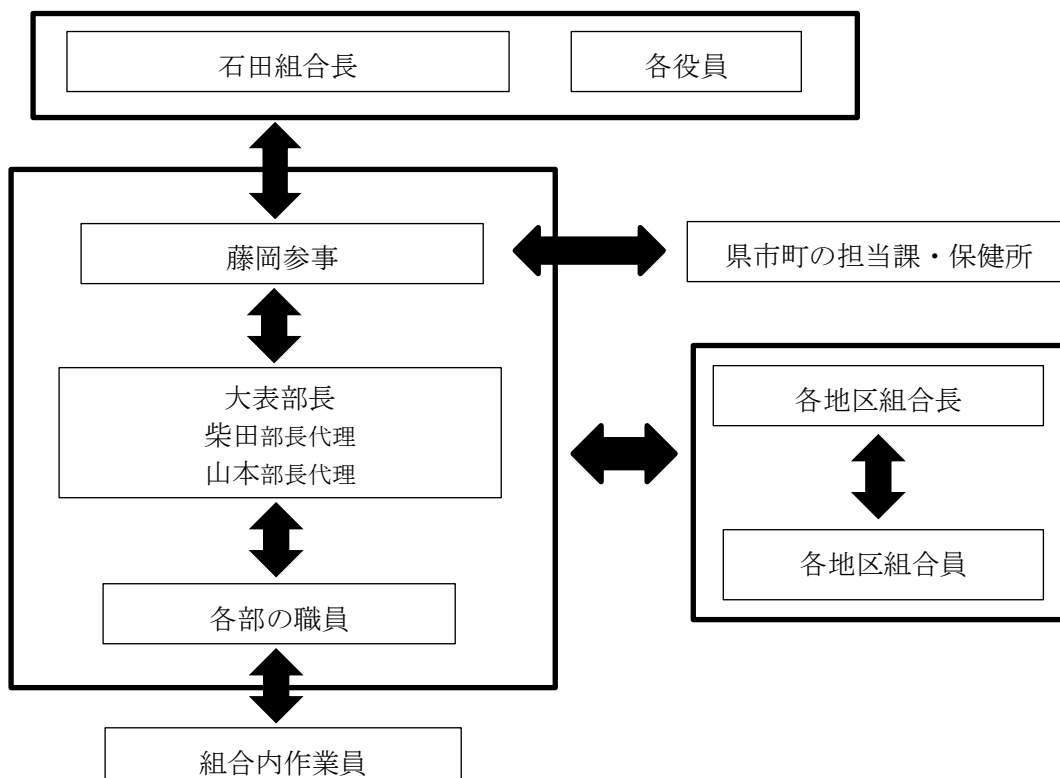 石田組合長
各役員
藤岡参事
県市町の担当課・保健所
大表部長
柴田部長代理
山本部長代理
各地区組合長
各地区組合員
各部の職員
組合内作業員